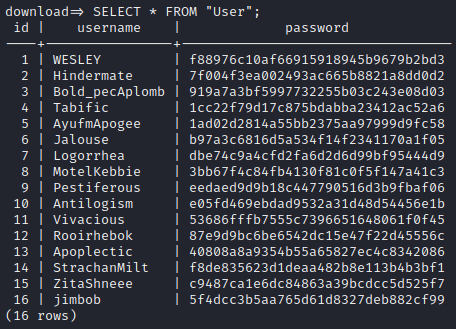 download=> SELECT * FROM "User";
 id |   username    |             password
----+---------------+----------------------------------
  1 | WESLEY        | f88976c10af66915918945b9679b2bd3
  2 | Hindermate    | 7f004f3ea002493ac665b8821a8dd0d2
  3 | Bold_pecAplomb | 919a7a3bf5997732255b03c243e08d03
  4 | Tabific       | 1cc22f79d17c875bdabba23412ac52a6
  5 | AyufmApogee   | 1ad02d2814a55bb2375aa97999d9fc58
  6 | Jalouse       | b97a3c6816d5a534f14f2341170a1f05
  7 | Logorrhea     | dbe74c9a4cfd2fa6d2d6d99bf95444d9
  8 | MotelKebbie   | 3bb67f4c84fb4130f81c0f5f147a41c3
  9 | Pestiferous   | eedaed9d9b18c447790516d3b9fbaf06
 10 | Antilogism    | e05fd469ebdad9532a31d48d54456e1b
 11 | Vivacious     | 53686fffb7555c7396651648061f0f45
 12 | Rooirhebok    | 87e9d9bc6be6542dc15e47f22d45556c
 13 | Apoplectic    | 40808a8a9354b55a65827ec4c8342086
 14 | StrachanMilt  | f8de835623d1deaa482b8e113b4b3bf1
 15 | ZitaShneee    | c9487ca1e6dc84863a39bcdcc5d525f7
 16 | jimbob        | 5f4dcc3b5aa765d61d8327deb882cf99
(16 rows)